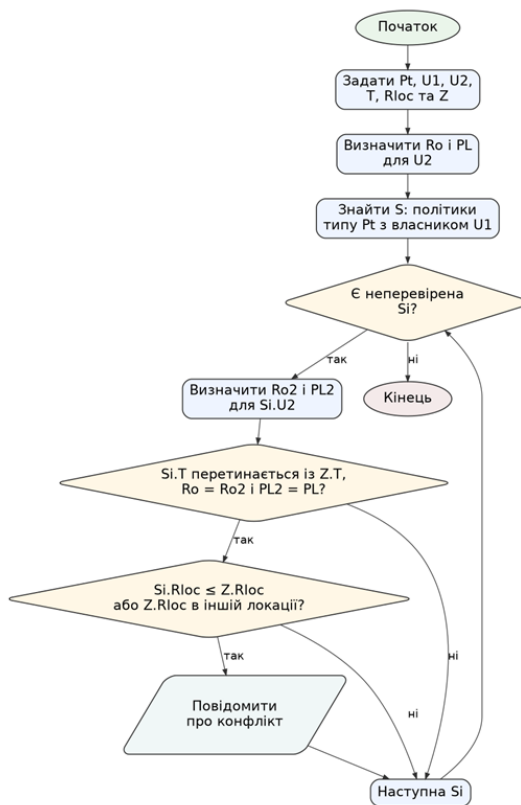 Початок
Задати Pt, U1, U2,
T, Rloc та Z
Визначити Ro і PL
для U2
Знайти S: політики
типу Pt з власником U1
Є неперевірена
Si?
так
ні
Визначити Ro2 і PL2
для Si.U2
Кінець
Si.T перетинається із Z.T,
Ro = Ro2 і PL2 = PL?
так
Si.Rloc ≤ Z.Rloc
або Z.Rloc в іншій локації?
так
ні
Повідомити
про конфлікт
ні
Наступна Si